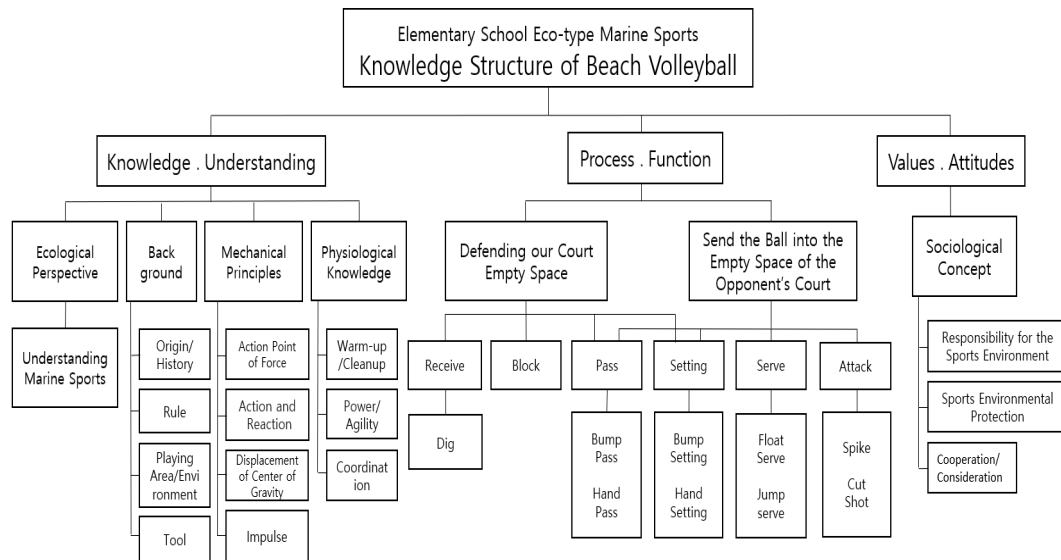 Elementary School Eco-type Marine Sports
Knowledge Structure of Beach Volleyball
Knowledge . Understanding
Process . Function
Values . Attitudes
Ecological
Perspective
Back
ground
Mechanical
Principles
Physiological
Knowledge
Defending our Court
Empty Space
Send the Ball into the
Empty Space of the
Opponent's Court
Sociological
Concept
Understanding
Marine Sports
Origin/
History
Rule
Playing
Area/Envi
ronment
Tool
Action Point
of Force
Action and
Reaction
Displacement
of Center of
Gravity
Impulse
Warm-up
/Cleanup
Power/
Agility
Coordinat
ion
Receive
Block
Pass
Setting
Serve
Attack
Dig
Bump
Pass
Hand
Pass
Bump
Setting
Hand
Setting
Float
Serve
Jump
serve
Spike
Cut
Shot
Responsibility for the
Sports Environment
Sports Environmental
Protection
Cooperation/
Consideration